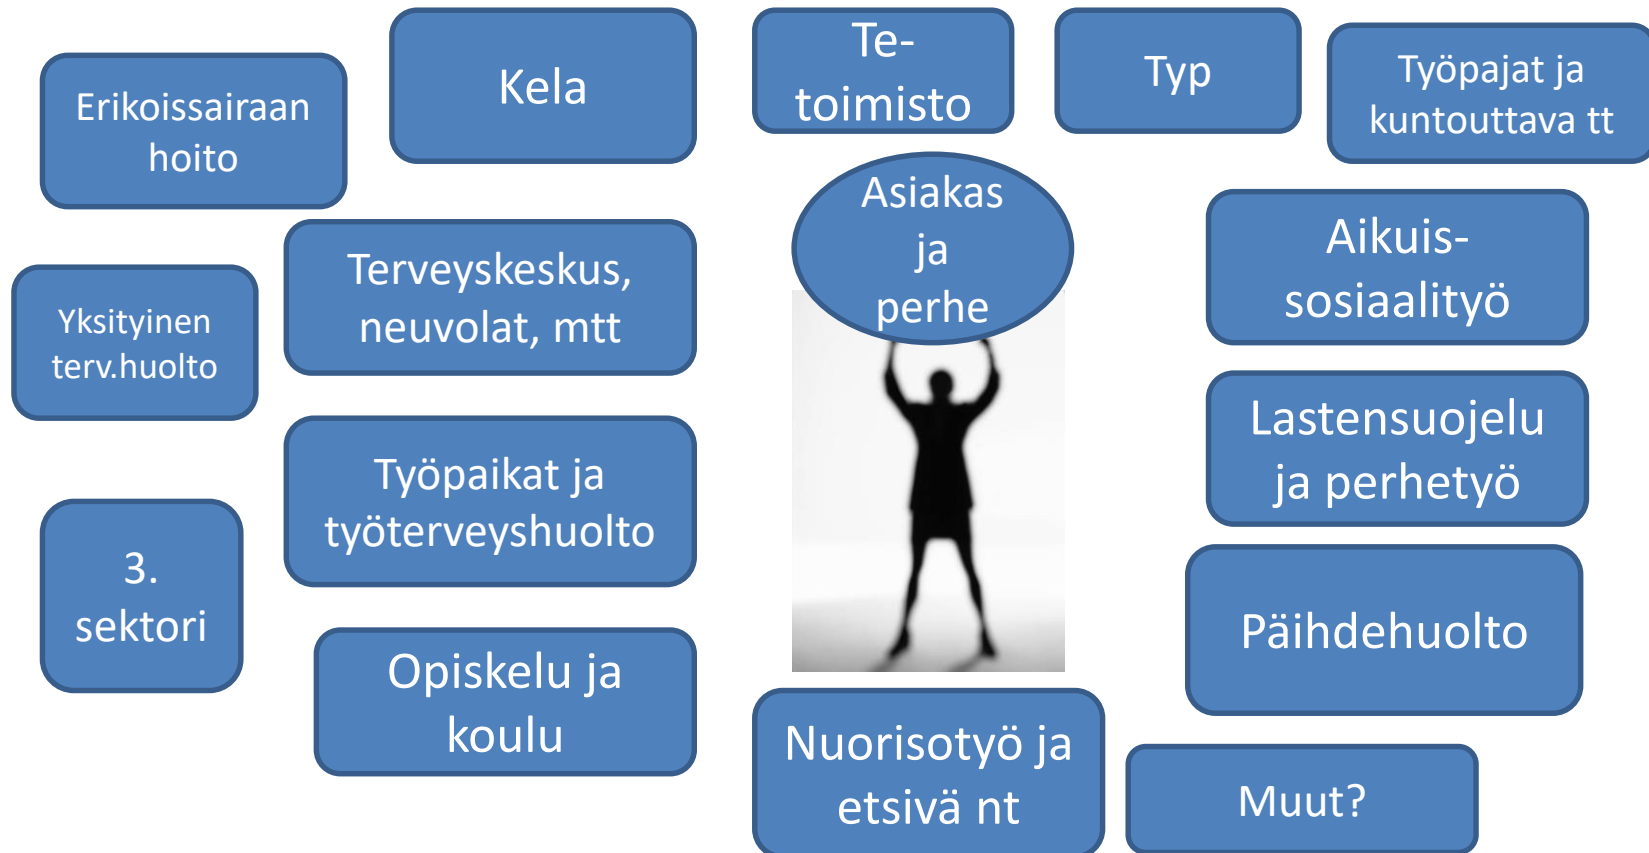 Erikoissairaan
hoito
Kela
Te-
toimisto
Typ
Työpajat ja
kuntouttava tt
Asiakas
ja
perhe
Terveyskeskus,
neuvolat, mtt
Aikuis-
sosiaalityö
Yksityinen
terv.huolto
Lastensuojelu
ja perhetyö
Työpaikat ja
työterveyshuolto
3.
sektori
Päihdehuolto
Opiskelu ja
koulu
Nuorisotyö ja
etsivä nt
Muut?